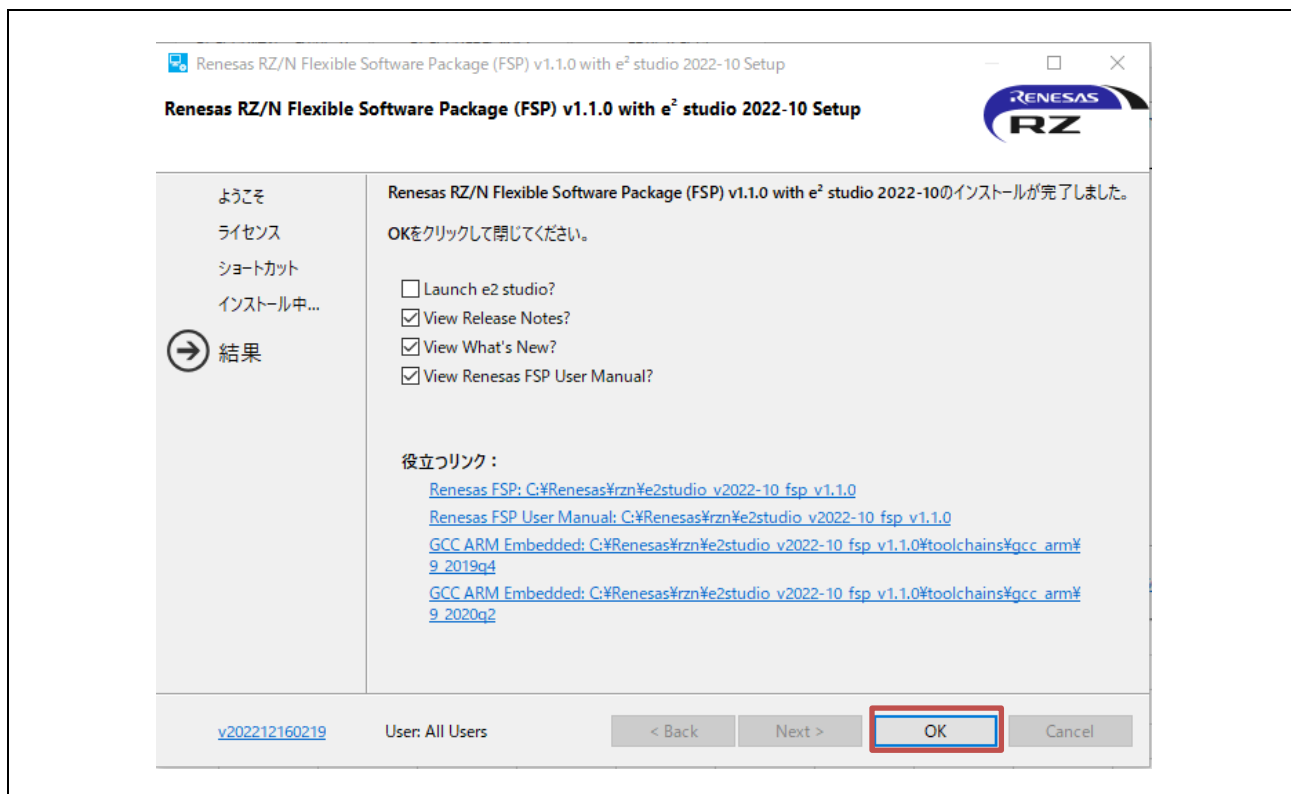 Renesas RZ/N Flexible Software Package (FSP) v1.1.0 with e² studio 2022-10 Setup
Renesas RZ/N Flexible Software Package (FSP) v1.1.0 with e² studio 2022-10 Setup
RENESAS
RZ
ようこそ
ライセンス
ショートカット
インストール中...
結果
Renesas RZ/N Flexible Software Package (FSP) v1.1.0 with e² studio 2022-10のインストールが完了しました。
OKをクリックして閉じてください。
Launch e2 studio?
View Release Notes?
View What's New?
View Renesas FSP User Manual?
役立つリンク：
Renesas FSP: C:¥Renesas¥rzn¥e2studio_v2022-10_fsp_v1.1.0
Renesas FSP User Manual: C:¥Renesas¥rzn¥e2studio_v2022-10_fsp_v1.1.0
GCC ARM Embedded: C:¥Renesas¥rzn¥e2studio_v2022-10_fsp_v1.1.0¥toolchains¥gcc_arm¥
9_2019q4
GCC ARM Embedded: C:¥Renesas¥rzn¥e2studio_v2022-10_fsp_v1.1.0¥toolchains¥gcc_arm¥
9_2020q2
v202212160219
User: All Users
< Back
Next >
OK
Cancel